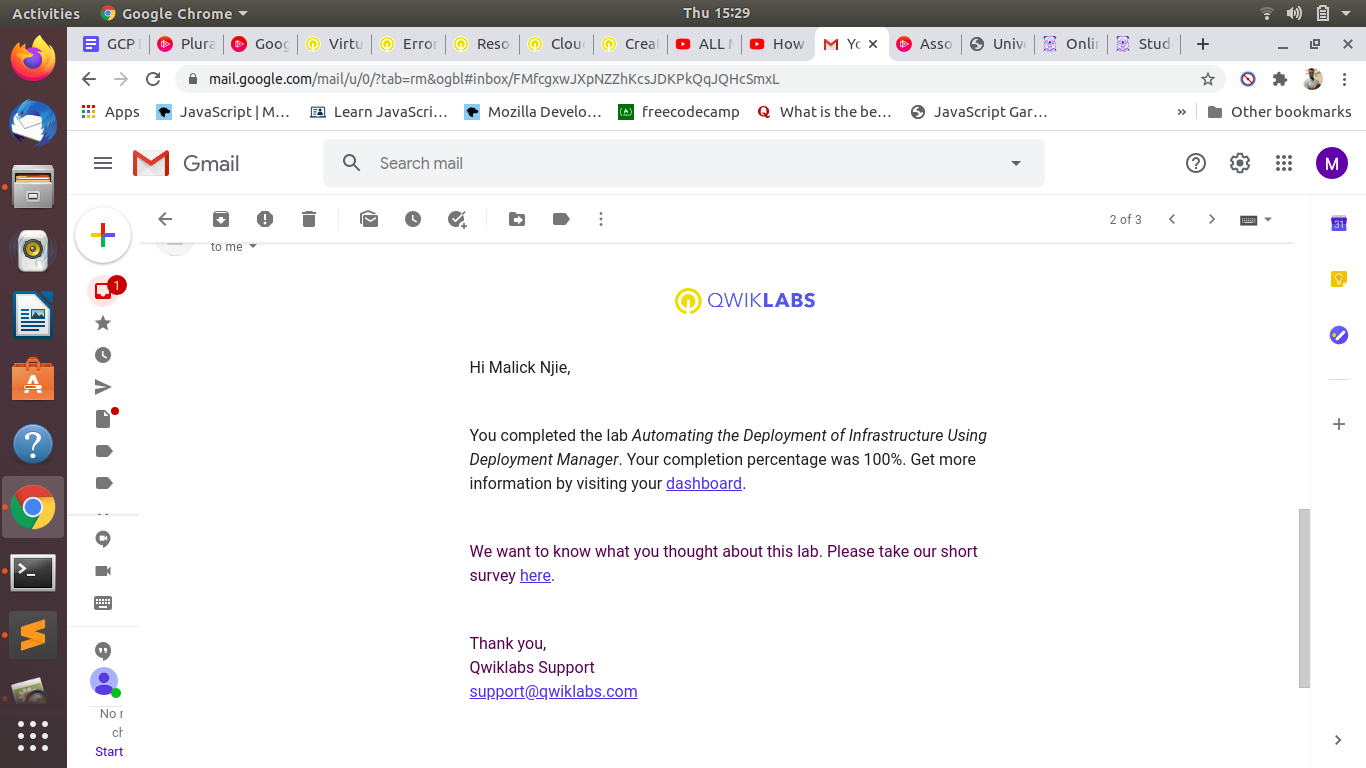 Activities Google Chrome Thu 15:29
GCP Plura Goog Virtu Error Reso Clou Crea ALL How Yo Asso Univ Onlin Stud
mail.google.com/mail/u/0/?tab=rm&ogbl#inbox/FMfcgxwJXpNZZhKcsJDKPkQqJQHcSmxL
Apps JavaScript | M... Learn JavaScri... Mozilla Develo... freecodecamp What is the be... JavaScript Gar... » Other bookmarks
Gmail Search mail M
2 of 3
to me
31
1
QWIKLABS
Hi Malick Njie,
You completed the lab Automating the Deployment of Infrastructure Using
Deployment Manager. Your completion percentage was 100%. Get more
information by visiting your dashboard.
We want to know what you thought about this lab. Please take our short
survey here.
Thank you,
Qwiklabs Support
support@qwiklabs.com
No
ch
Start